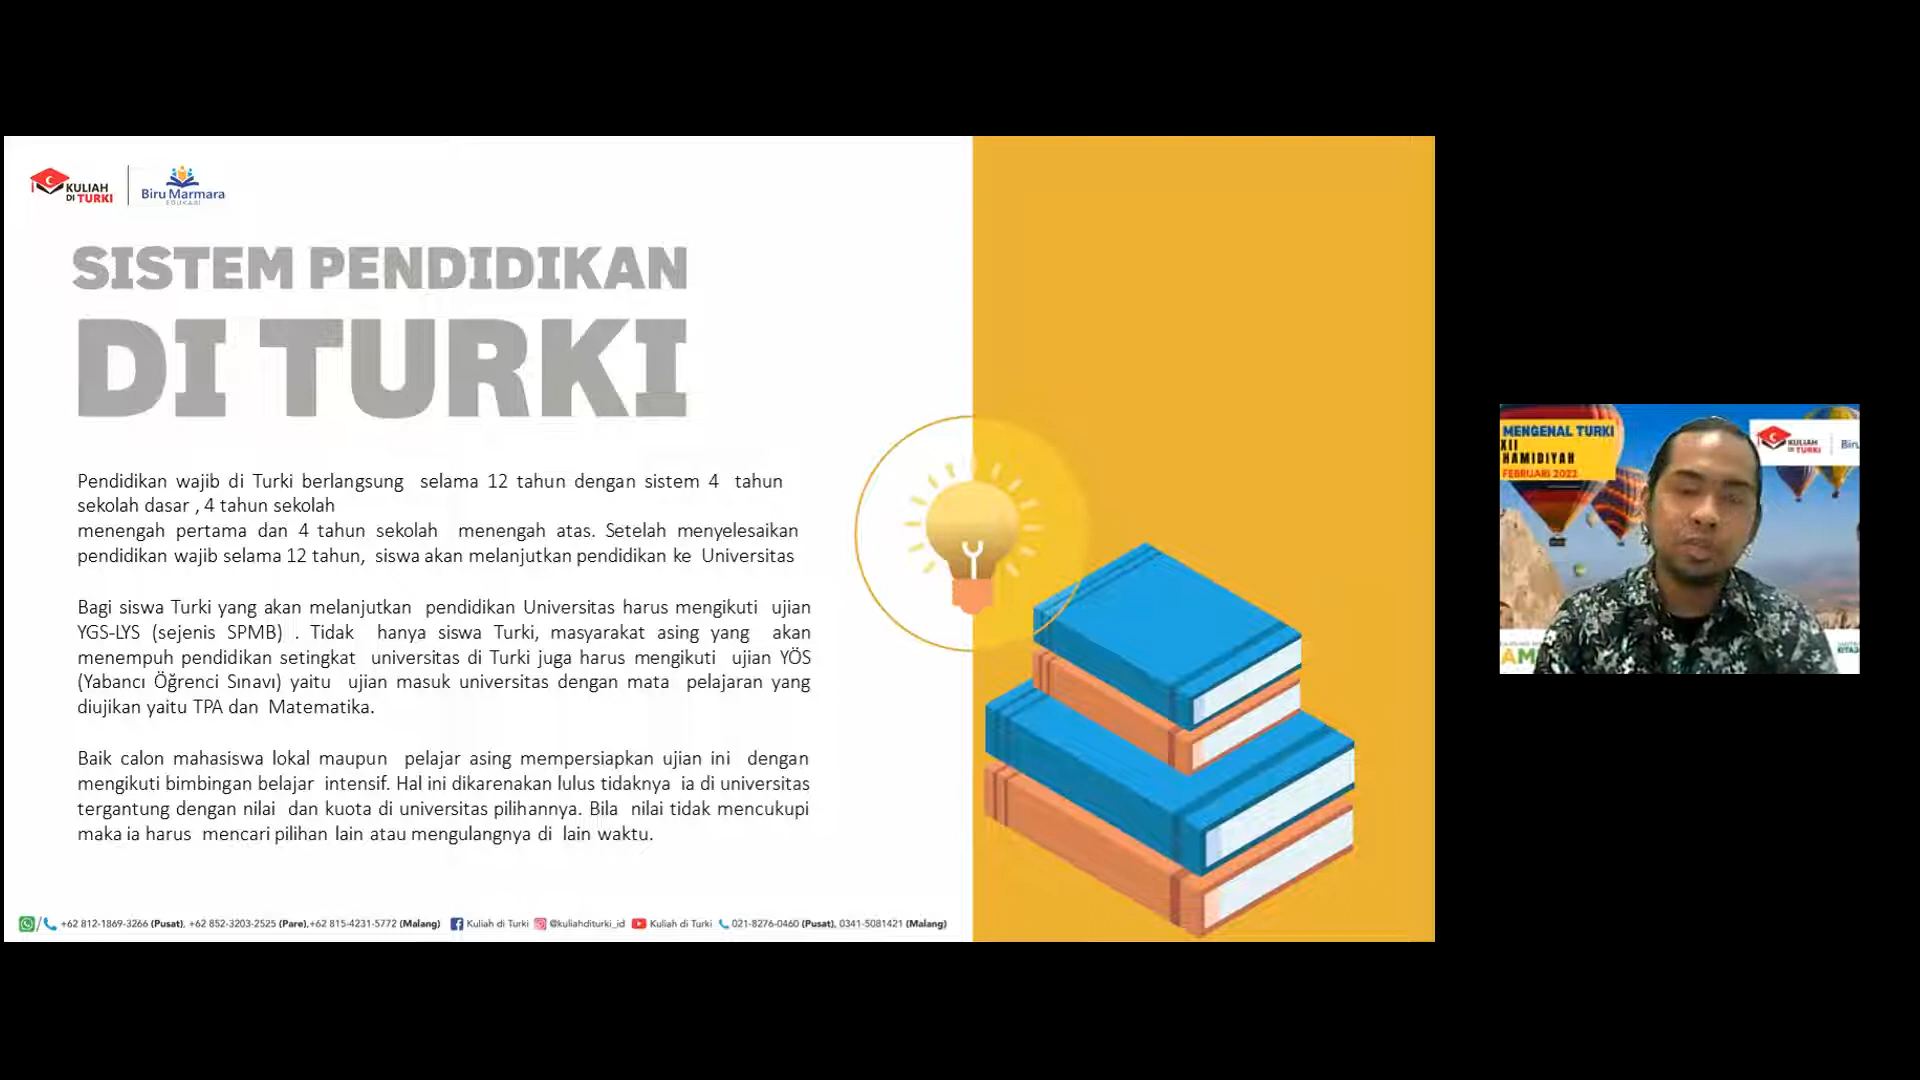 KULIAH
DI TURKI
Biru Marmara
EDUKASI
SISTEM PENDIDIKAN
DI TURKI
Pendidikan wajib di Turki berlangsung selama 12 tahun dengan sistem 4 tahun
sekolah dasar , 4 tahun sekolah
menengah pertama dan 4 tahun sekolah menengah atas. Setelah menyelesaikan
pendidikan wajib selama 12 tahun, siswa akan melanjutkan pendidikan ke Universitas
Bagi siswa Turki yang akan melanjutkan pendidikan Universitas harus mengikuti ujian
YGS-LYS (sejenis SPMB) . Tidak hanya siswa Turki, masyarakat asing yang akan
menempuh pendidikan setingkat universitas di Turki juga harus mengikuti ujian YÖS
(Yabancı Öğrenci Sınavı) yaitu ujian masuk universitas dengan mata pelajaran yang
diujikan yaitu TPA dan Matematika.
Baik calon mahasiswa lokal maupun pelajar asing mempersiapkan ujian ini dengan
mengikuti bimbingan belajar intensif. Hal ini dikarenakan lulus tidaknya ia di universitas
tergantung dengan nilai dan kuota di universitas pilihannya. Bila nilai tidak mencukupi
maka ia harus mencari pilihan lain atau mengulangnya di lain waktu.
+62 812-1869-3266 (Pusat), +62 852-3203-2525 (Pare),+62 815-4231-5772 (Malang) Kuliah di Turki @kuliahditurki_id Kuliah di Turki 021-8276-0460 (Pusat), 0341-5081421 (Malang)
MENGENAL TURKI
XII
HAMIDIYAH
FEBRUARI 2022
KULIAH
DI TURKI
Biru